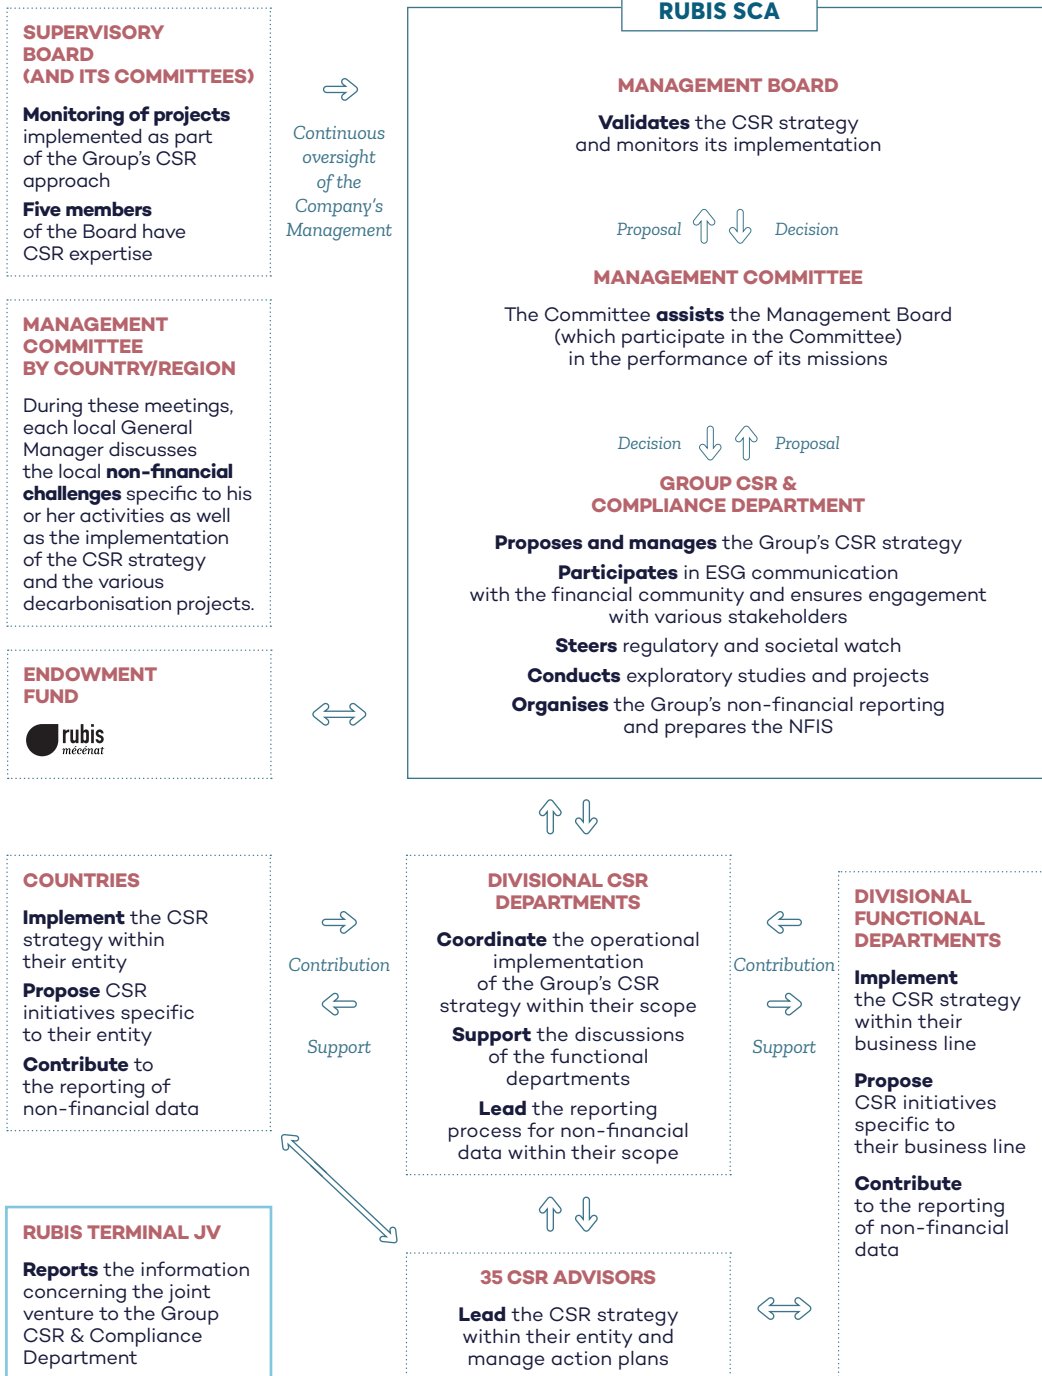 RUBIS SCA
SUPERVISORY
BOARD
(AND ITS COMMITTEES)
Monitoring of projects
implemented as part
of the Group's CSR
approach
Five members
of the Board have
CSR expertise
Continuous
oversight
of the
Company's
Management
MANAGEMENT BOARD
Validates the CSR strategy
and monitors its implementation
Proposal
Decision
MANAGEMENT COMMITTEE
The Committee assists the Management Board
(which participate in the Committee)
in the performance of its missions
Decision
Proposal
GROUP CSR &
COMPLIANCE DEPARTMENT
Proposes and manages the Group's CSR strategy
Participates in ESG communication
with the financial community and ensures engagement
with various stakeholders
Steers regulatory and societal watch
Conducts exploratory studies and projects
Organises the Group's non-financial reporting
and prepares the NFIS
MANAGEMENT
COMMITTEE
BY COUNTRY/REGION
During these meetings,
each local General
Manager discusses
the local non-financial
challenges specific to his
or her activities as well
as the implementation
of the CSR strategy
and the various
decarbonisation projects.
ENDOWMENT
FUND
rubis
mécénat
COUNTRIES
Implement the CSR
strategy within
their entity
Propose CSR
initiatives specific
to their entity
Contribute to
the reporting of
non-financial data
Contribution
Support
DIVISIONAL CSR
DEPARTMENTS
Coordinate the operational
implementation
of the Group's CSR
strategy within their scope
Support the discussions
of the functional
departments
Lead the reporting
process for non-financial
data within their scope
Contribution
Support
DIVISIONAL
FUNCTIONAL
DEPARTMENTS
Implement
the CSR strategy
within their
business line
Propose
CSR initiatives
specific to
their business line
Contribute
to the reporting
of non-financial
data
RUBIS TERMINAL JV
Reports the information
concerning the joint
venture to the Group
CSR & Compliance
Department
35 CSR ADVISORS
Lead the CSR strategy
within their entity and
manage action plans